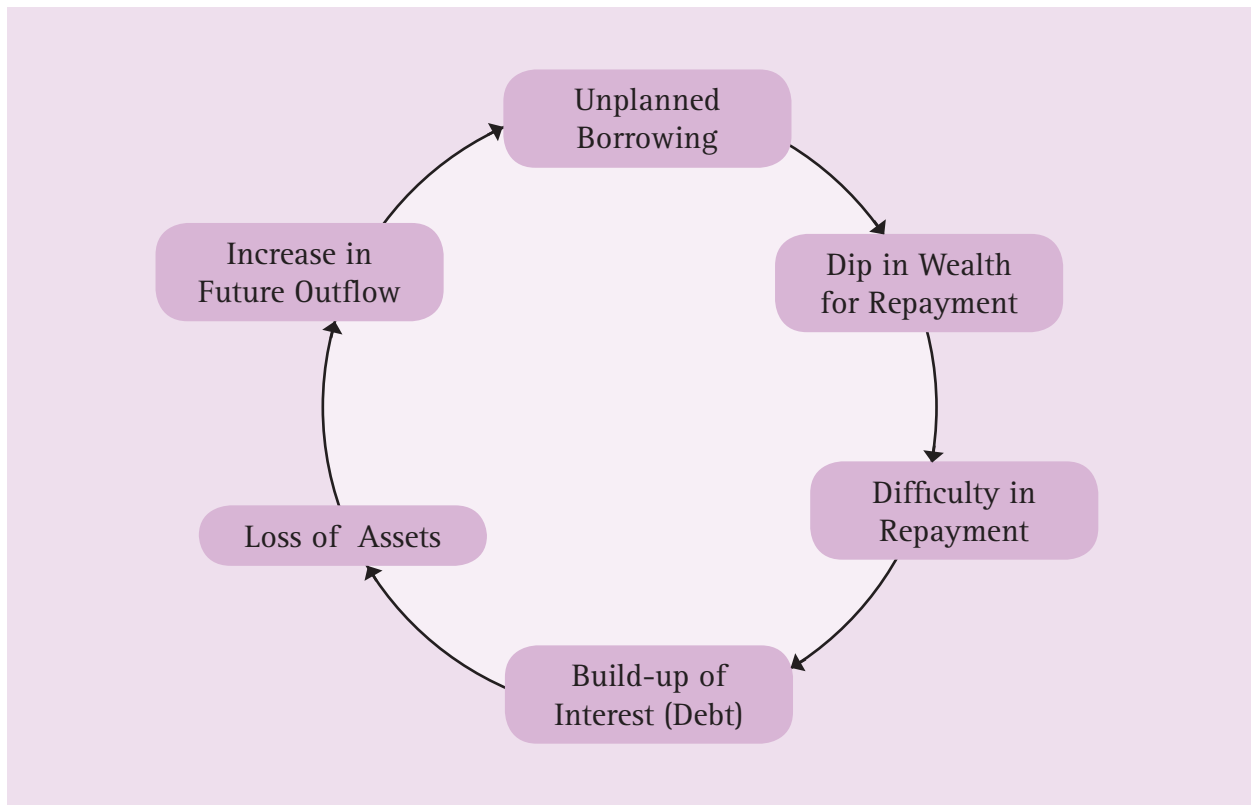 Unplanned
Borrowing
Dip in Wealth
for Repayment
Difficulty in
Repayment
Build-up of
Interest (Debt)
Loss of  Assets
Increase in
Future Outflow